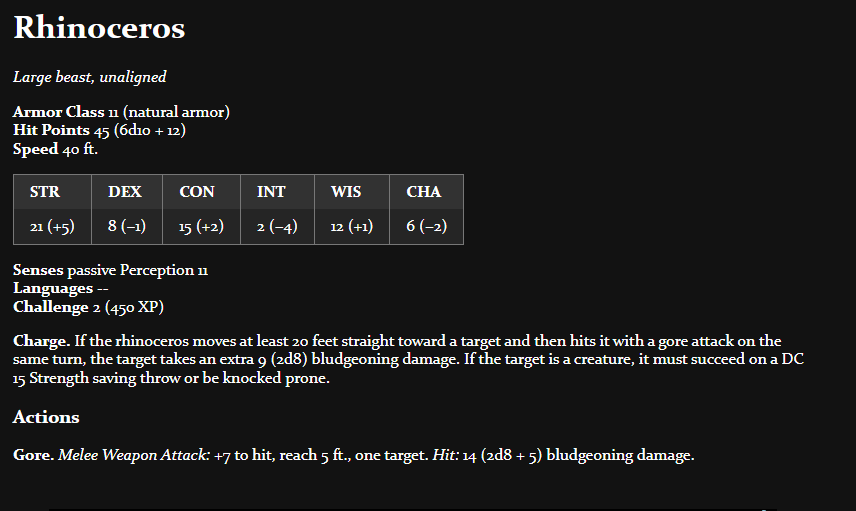 Rhinoceros
Large beast, unaligned
Armor Class 11 (natural armor)
Hit Points 45 (6d10 + 12)
Speed 40 ft.
STR DEX CON INT WIS CHA
21 (+5) 8 (−1) 15 (+2) 2 (−4) 12 (+1) 6 (−2)
Senses passive Perception 11
Languages --
Challenge 2 (450 XP)
Charge. If the rhinoceros moves at least 20 feet straight toward a target and then hits it with a gore attack on the
same turn, the target takes an extra 9 (2d8) bludgeoning damage. If the target is a creature, it must succeed on a DC
15 Strength saving throw or be knocked prone.
Actions
Gore. Melee Weapon Attack: +7 to hit, reach 5 ft., one target. Hit: 14 (2d8 + 5) bludgeoning damage.